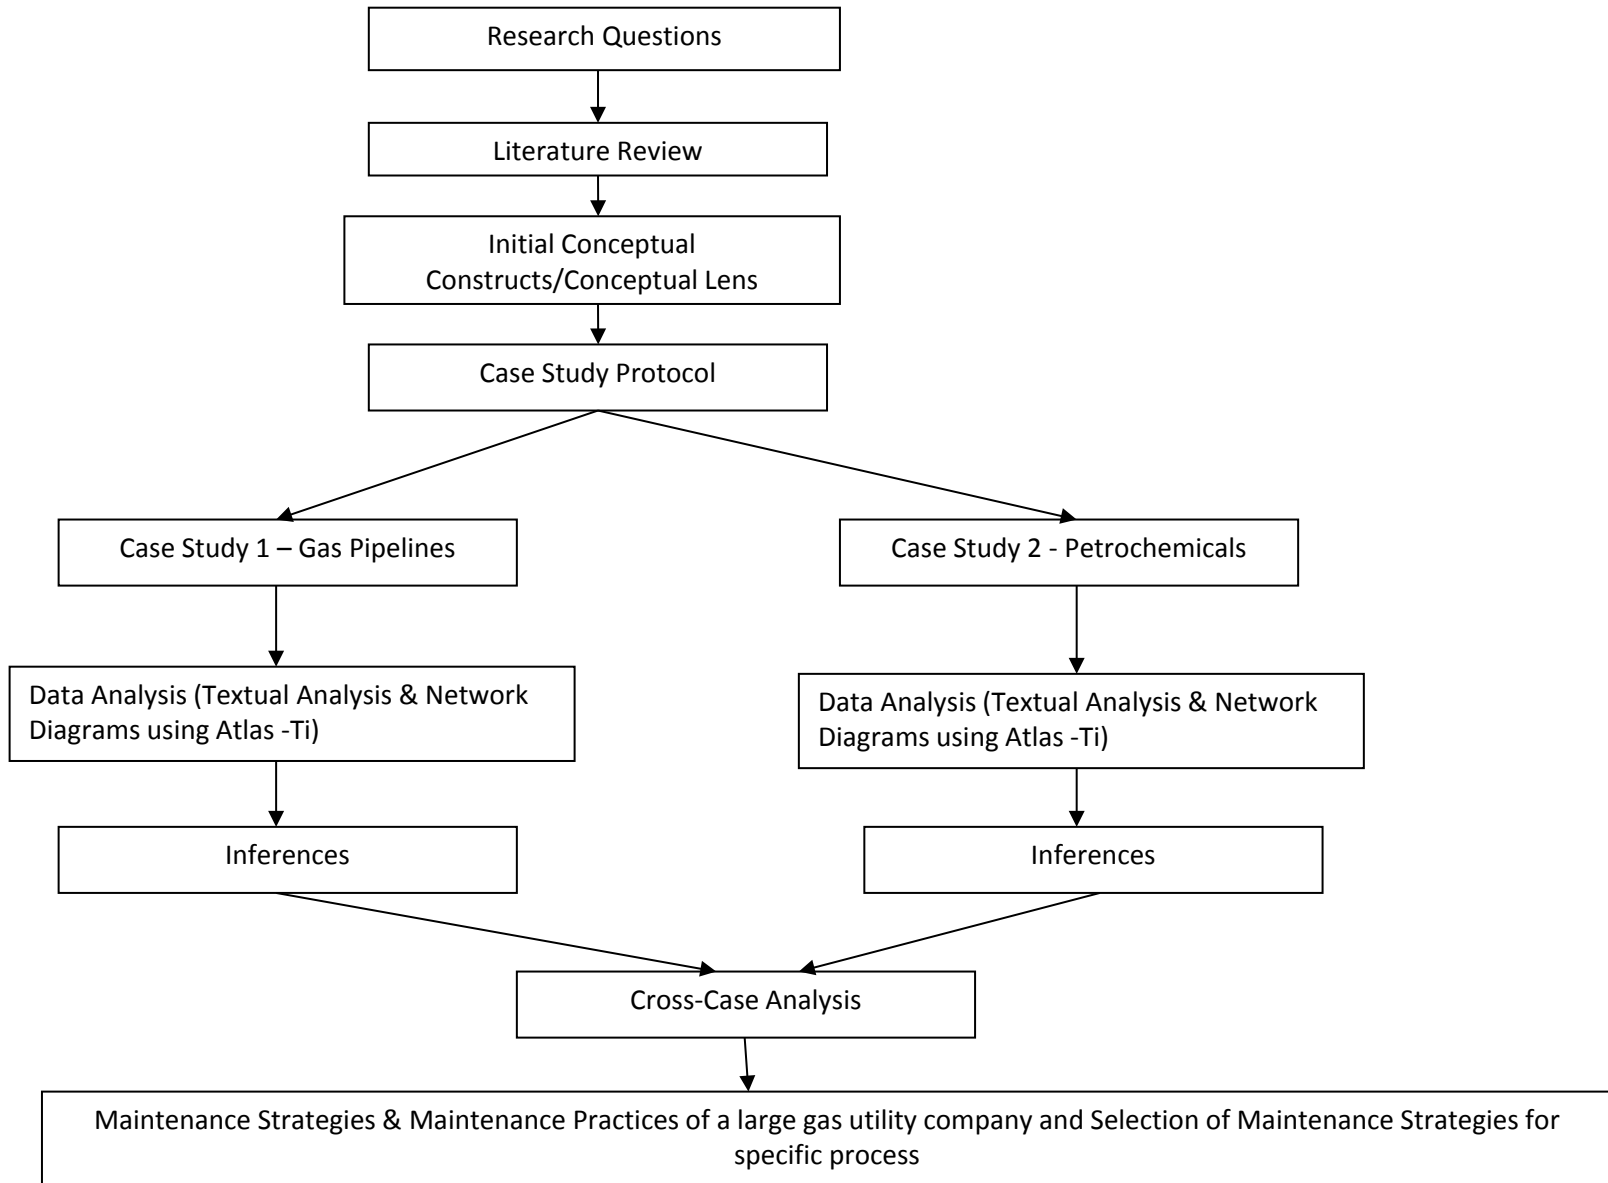 Research Questions
Literature Review
Initial Conceptual
Constructs/Conceptual Lens
Case Study Protocol
Case Study 1 – Gas Pipelines
Case Study 2 - Petrochemicals
Data Analysis (Textual Analysis & Network
Diagrams using Atlas -Ti)
Data Analysis (Textual Analysis & Network
Diagrams using Atlas -Ti)
Inferences
Inferences
Cross-Case Analysis
Maintenance Strategies & Maintenance Practices of a large gas utility company and Selection of Maintenance Strategies for
specific process